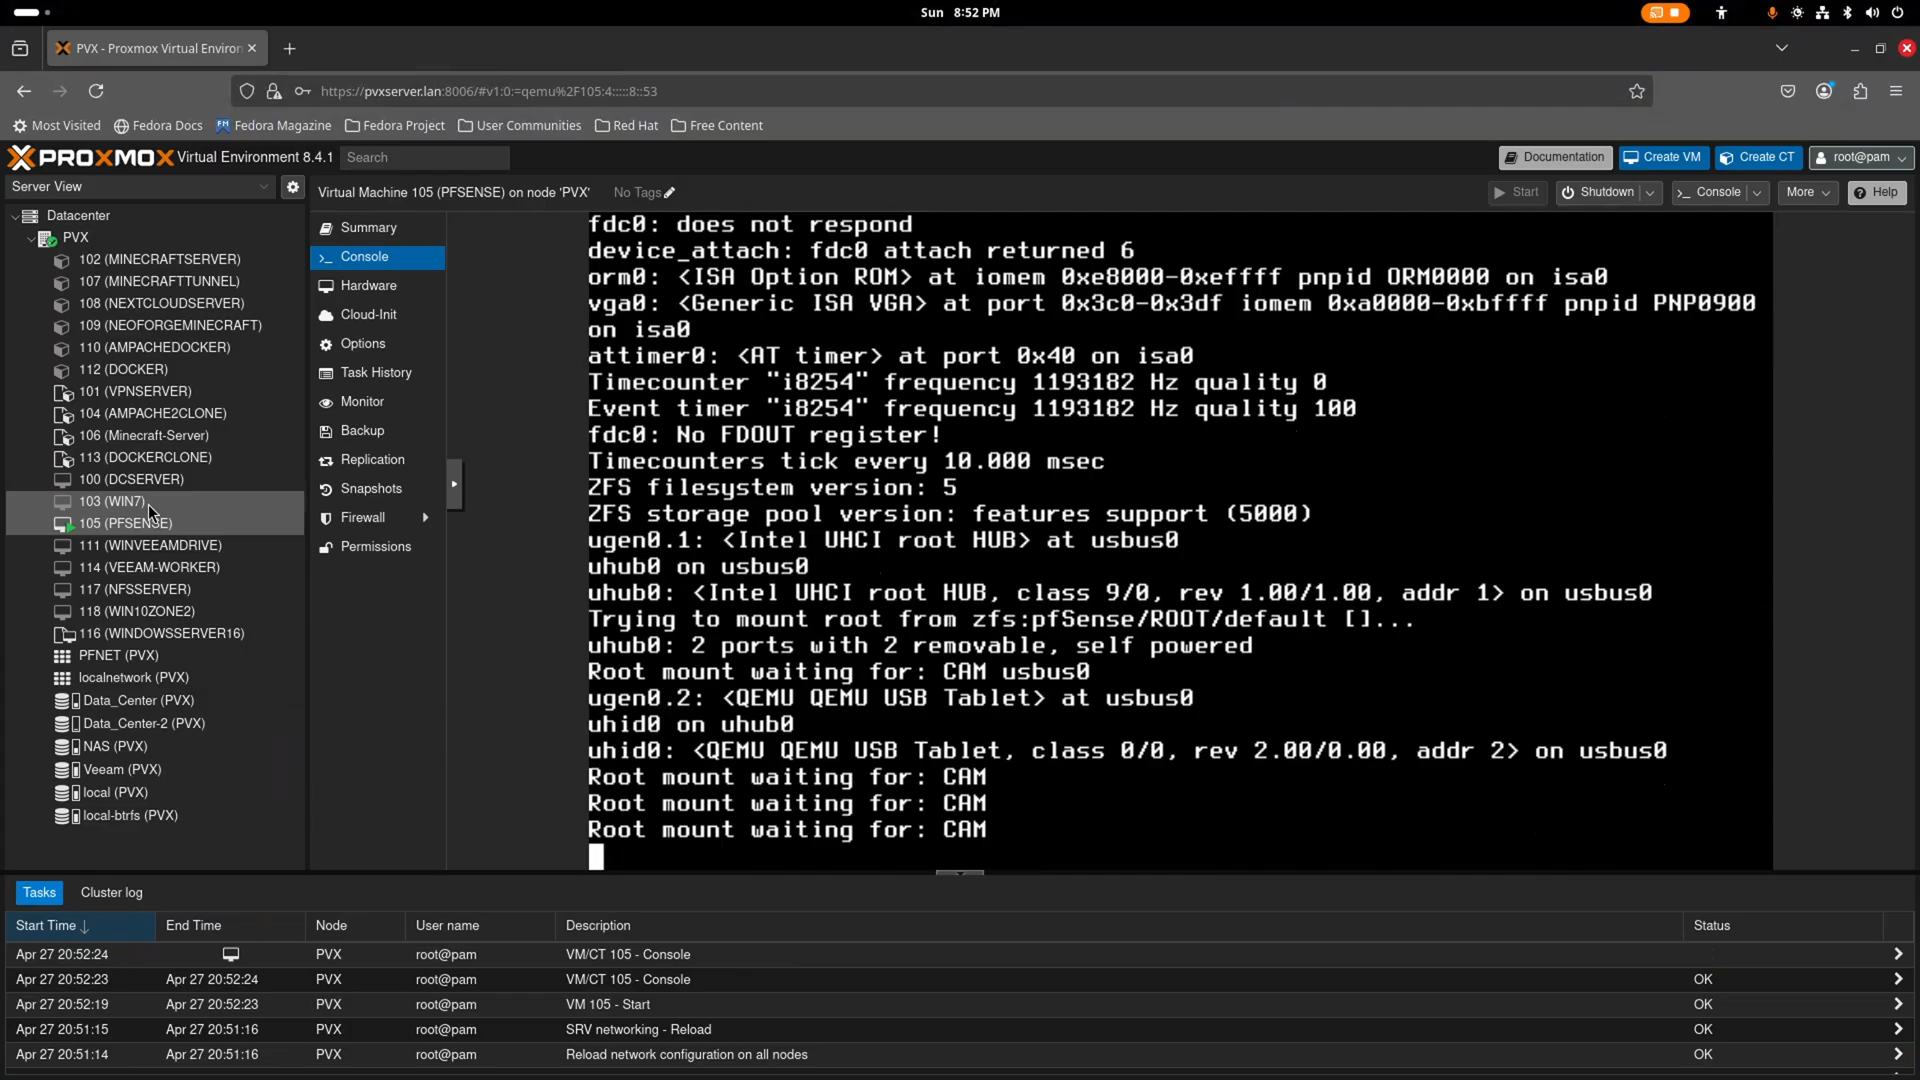 Sun 8:52 PM
PVX - Proxmox Virtual Environ
https://pvxserver.lan:8006/#v1:0:=qemu%2F105:4:::::8::53
Most Visited
Fedora Docs
Fedora Magazine
Fedora Project
User Communities
Red Hat
Free Content
PROXMOX Virtual Environment 8.4.1
Search
Documentation
Create VM
Create CT
root@pam
Server View
Virtual Machine 105 (PFSENSE) on node 'PVX'
No Tags
Start
Shutdown
Console
More
Help
Datacenter
PVX
102 (MINECRAFTSERVER)
107 (MINECRAFTTUNNEL)
108 (NEXTCLOUDSERVER)
109 (NEOFORGEMINECRAFT)
110 (AMPACHEDOCKER)
112 (DOCKER)
101 (VPNSERVER)
104 (AMPACHE2CLONE)
106 (Minecraft-Server)
113 (DOCKERCLONE)
100 (DCSERVER)
103 (WIN7)
105 (PFSENSE)
111 (WINVEEAMDRIVE)
114 (VEEAM-WORKER)
117 (NFSSERVER)
118 (WIN10ZONE2)
116 (WINDOWSSERVER16)
PFNET (PVX)
localnetwork (PVX)
Data_Center (PVX)
Data_Center-2 (PVX)
NAS (PVX)
Veeam (PVX)
local (PVX)
local-btrfs (PVX)
Summary
Console
Hardware
Cloud-Init
Options
Task History
Monitor
Backup
Replication
Snapshots
Firewall
Permissions
fdc0: does not respond
device_attach: fdc0 attach returned 6
orm0: <ISA Option ROM> at iomem 0xe8000-0xeffff pnpid ORM0000 on isa0
vga0: <Generic ISA VGA> at port 0x3c0-0x3df iomem 0xa0000-0xbffff pnpid PNP0900
on isa0
attimer0: <AT timer> at port 0x40 on isa0
Timecounter "i8254" frequency 1193182 Hz quality 0
Event timer "i8254" frequency 1193182 Hz quality 100
fdc0: No FDOUT register!
Timecounters tick every 10.000 msec
ZFS filesystem version: 5
ZFS storage pool version: features support (5000)
ugen0.1: <Intel UHCI root HUB> at usbus0
uhub0 on usbus0
uhub0: <Intel UHCI root HUB, class 9/0, rev 1.00/1.00, addr 1> on usbus0
Trying to mount root from zfs:pfSense/ROOT/default []...
uhub0: 2 ports with 2 removable, self powered
Root mount waiting for: CAM usbus0
ugen0.2: <QEMU QEMU USB Tablet> at usbus0
uhid0 on uhub0
uhid0: <QEMU QEMU USB Tablet, class 0/0, rev 2.00/0.00, addr 2> on usbus0
Root mount waiting for: CAM
Root mount waiting for: CAM
Root mount waiting for: CAM
Tasks
Cluster log
Start Time End Time Node User name Description Status
Apr 27 20:52:24 PVX root@pam VM/CT 105 - Console
Apr 27 20:52:23 Apr 27 20:52:24 PVX root@pam VM/CT 105 - Console OK
Apr 27 20:52:19 Apr 27 20:52:23 PVX root@pam VM 105 - Start OK
Apr 27 20:51:15 Apr 27 20:51:16 PVX root@pam SRV networking - Reload OK
Apr 27 20:51:14 Apr 27 20:51:16 PVX root@pam Reload network configuration on all nodes OK